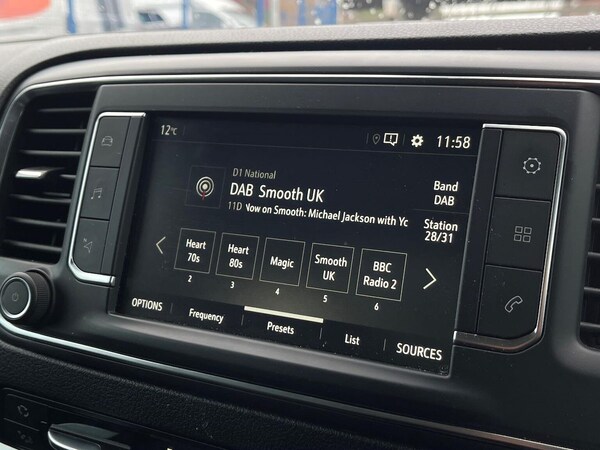 12°C
1
11:58
D1 National
DAB Smooth UK
11D Now on Smooth: Michael Jackson with Yc
Band
DAB
Station
28/31
Heart
70s
2
Heart
80s
3
Magic
4
Smooth
UK
5
BBC
Radio 2
6
OPTIONS
Frequency
Presets
List
SOURCES